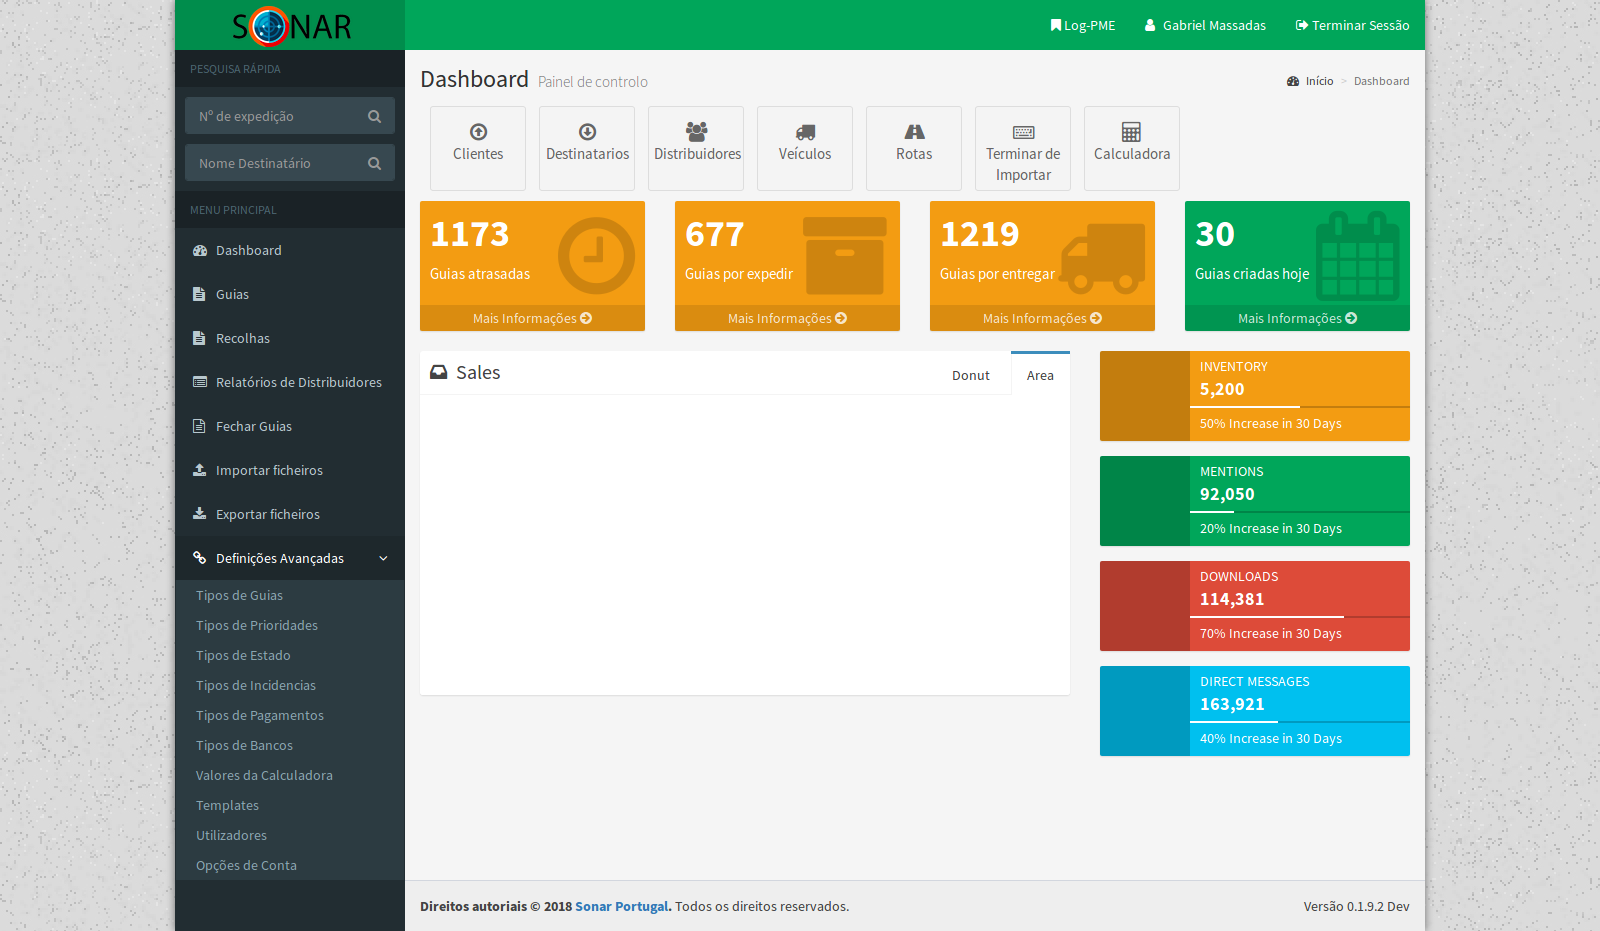 SONAR
Log-PME
Gabriel Massadas
Terminar Sessão
PESQUISA RÁPIDA
Nº de expedição
Nome Destinatário
MENU PRINCIPAL
Dashboard
Guias
Recolhas
Relatórios de Distribuidores
Fechar Guias
Importar ficheiros
Exportar ficheiros
Definições Avançadas
Tipos de Guias
Tipos de Prioridades
Tipos de Estado
Tipos de Incidencias
Tipos de Pagamentos
Tipos de Bancos
Valores da Calculadora
Templates
Utilizadores
Opções de Conta
Dashboard Painel de controlo
Início > Dashboard
Clientes
Destinatarios
Distribuidores
Veículos
Rotas
Terminar de
Importar
Calculadora
1173
Guias atrasadas
Mais Informações
677
Guias por expedir
Mais Informações
1219
Guias por entregar
Mais Informações
30
Guias criadas hoje
Mais Informações
Sales
Donut
Area
INVENTORY
5,200
50% Increase in 30 Days
MENTIONS
92,050
20% Increase in 30 Days
DOWNLOADS
114,381
70% Increase in 30 Days
DIRECT MESSAGES
163,921
40% Increase in 30 Days
Direitos autoriais © 2018 Sonar Portugal. Todos os direitos reservados.
Versão 0.1.9.2 Dev